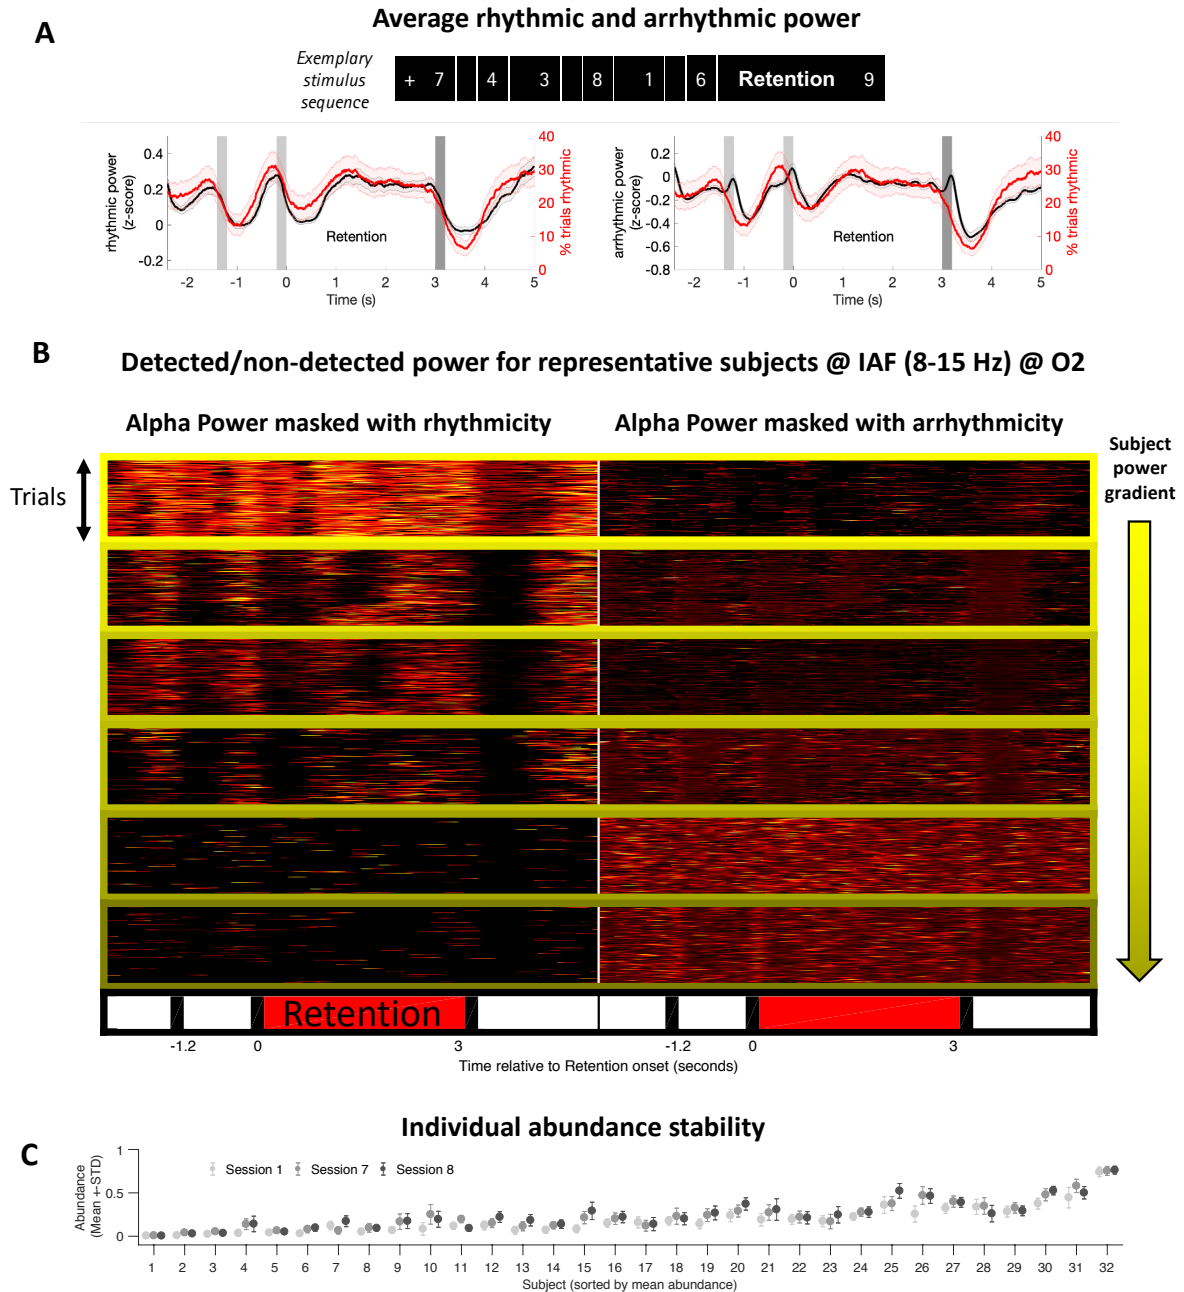 A
Average rhythmic and arrhythmic power
Exemplary
stimulus
sequence
+ 7 4 3 8 1 6 Retention 9
rhythmic power
(z-score)
0.4
0.2
0
-0.2
40
30
20
10
0
% trials rhythmic
Retention
-2 -1 0 1 2 3 4 5
Time (s)
arrhythmic power
(z-score)
0.2
0
-0.2
-0.4
-0.6
-0.8
40
30
20
10
0
% trials rhythmic
Retention
-2 -1 0 1 2 3 4 5
Time (s)
B
Detected/non-detected power for representative subjects @ IAF (8-15 Hz) @ O2
Alpha Power masked with rhythmicity
Alpha Power masked with arrhythmicity
Subject
power
gradient
Trials
Retention
-1.2 0 3 -1.2 0 3
Time relative to Retention onset (seconds)
C
Individual abundance stability
Abundance
(Mean +-STD)
1
0.5
0
Session 1 Session 7 Session 8
1 2 3 4 5 6 7 8 9 10 11 12 13 14 15 16 17 18 19 20 21 22 23 24 25 26 27 28 29 30 31 32
Subject (sorted by mean abundance)